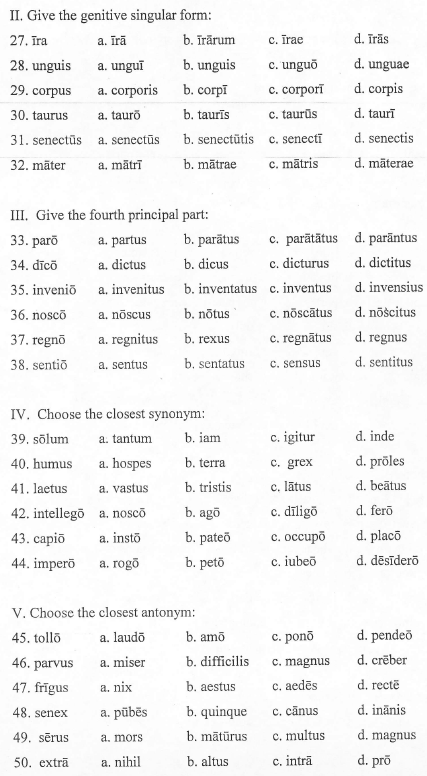 II. Give the genitive singular form:
27. īra a. īrā b. īrārum c. īrae d. īrās
28. unguis a. unguī b. unguis c. unguō d. unguae
29. corpus a. corporis b. corpī c. corporī d. corpis
30. taurus a. taurō b. taurīs c. taurūs d. taurī
31. senectūs a. senectūs b. senectūtis c. senectī d. senectis
32. māter a. mātrī b. mātrae c. mātris d. māterae
III. Give the fourth principal part:
33. parō a. partus b. parātus c. parātātus d. parāntus
34. dīcō a. dictus b. dicus c. dicturus d. dictitus
35. inveniō a. invenitus b. inventatus c. inventus d. invensius
36. noscō a. nōscus b. nōtus c. nōscātus d. nōscitus
37. regnō a. regnitus b. rexus c. regnātus d. regnus
38. sentiō a. sentus b. sentatus c. sensus d. sentitus
IV. Choose the closest synonym:
39. sōlum a. tantum b. iam c. igitur d. inde
40. humus a. hospes b. terra c. grex d. prōles
41. laetus a. vastus b. tristis c. lātus d. beātus
42. intellegō a. noscō b. agō c. dīligō d. ferō
43. capiō a. instō b. pateō c. occupō d. placō
44. imperō a. rogō b. petō c. iubeō d. dēsīderō
V. Choose the closest antonym:
45. tollō a. laudō b. amō c. ponō d. pendeō
46. parvus a. miser b. difficilis c. magnus d. crēber
47. frīgus a. nix b. aestus c. aedēs d. rectē
48. senex a. pūbēs b. quinque c. cānus d. inānis
49. sērus a. mors b. mātūrus c. multus d. magnus
50. extrā a. nihil b. altus c. intrā d. prō